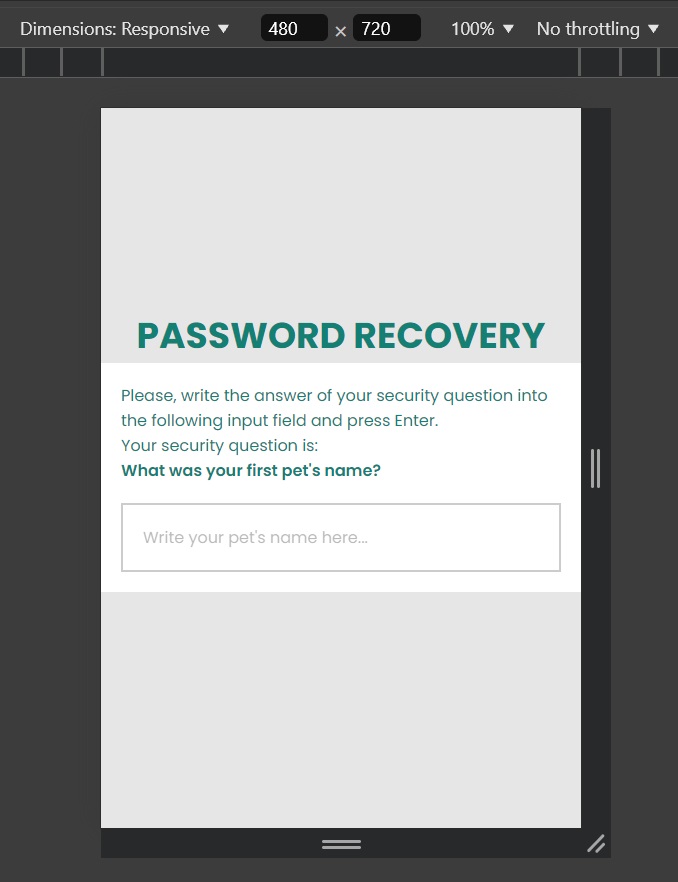 Dimensions: Responsive ▼ 480 × 720 100% ▼ No throttling ▼
PASSWORD RECOVERY
Please, write the answer of your security question into
the following input field and press Enter.
Your security question is:
What was your first pet's name?
Write your pet's name here...